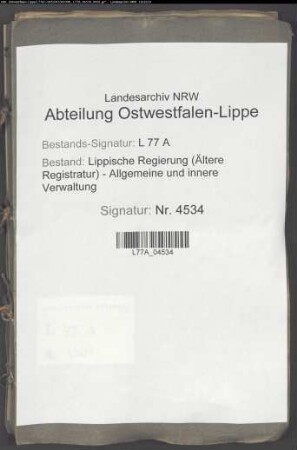 Landesarchiv NRW
Abteilung Ostwestfalen-Lippe
Bestands-Signatur: L 77 A
Bestand: Lippische Regierung (Ältere
Registratur) - Allgemeine und innere
Verwaltung
Signatur: Nr. 4534
L77A_04534